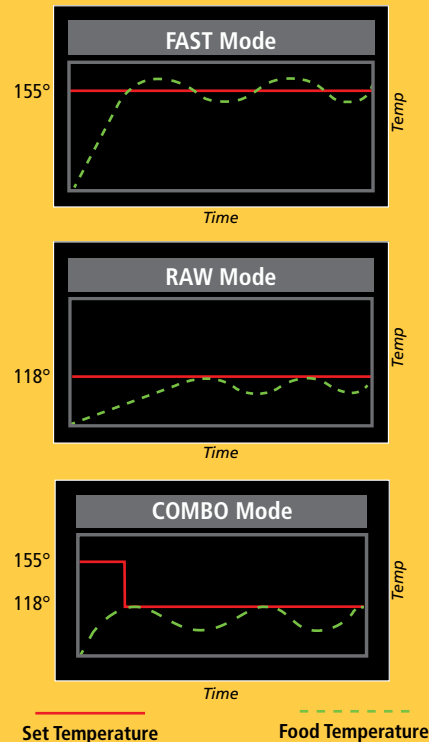 FAST Mode
155°
Temp
Time
RAW Mode
118°
Temp
Time
COMBO Mode
155°
118°
Temp
Time
Set Temperature
Food Temperature